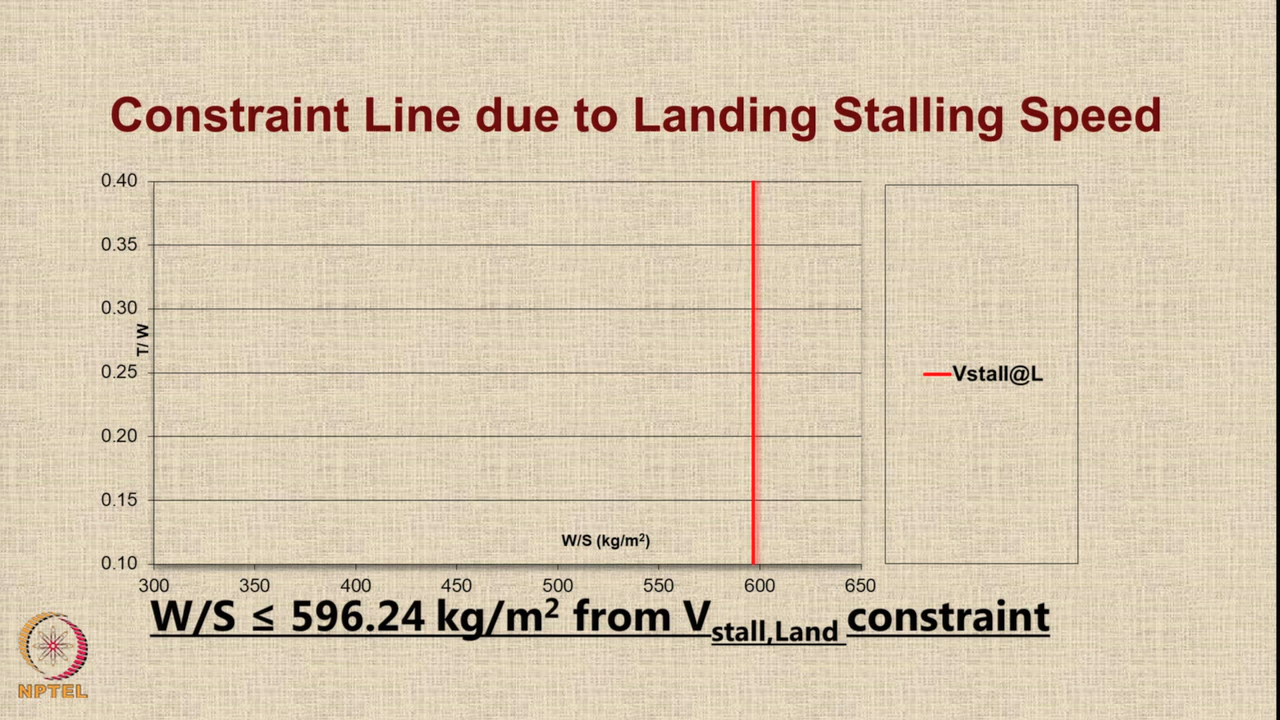 Constraint Line due to Landing Stalling Speed
0.40
0.35
0.30
0.25
0.20
0.15
0.10
T/ W
W/S (kg/m²)
300 350 400 450 500 550 600 650
Vstall@L
W/S ≤ 596.24 kg/m² from Vstall,Land constraint
NPTEL